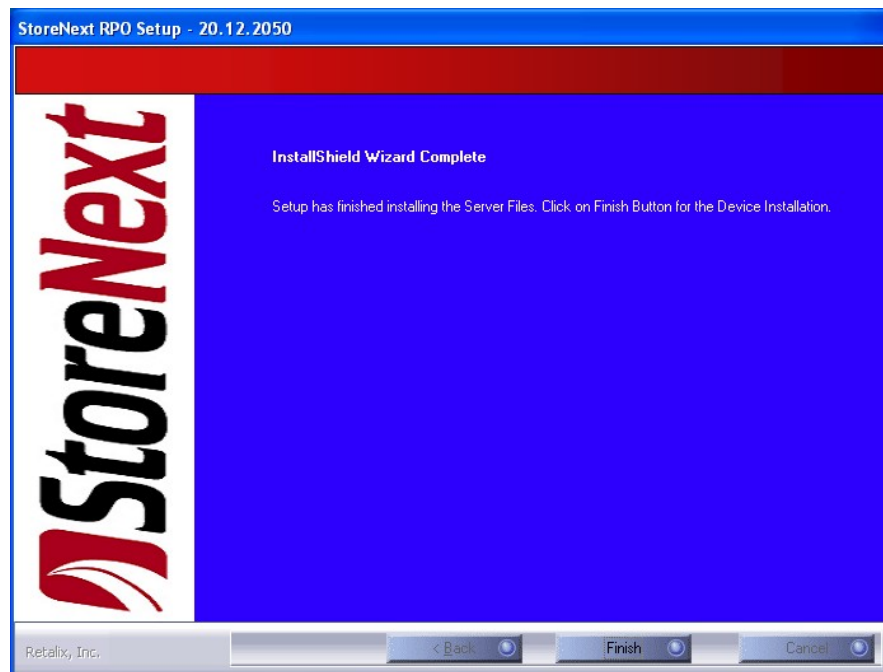 StoreNext RPO Setup - 20.12.2050
StoreNext
InstallShield Wizard Complete
Setup has finished installing the Server Files. Click on Finish Button for the Device Installation.
Retalix, Inc.
< Back
Finish
Cancel